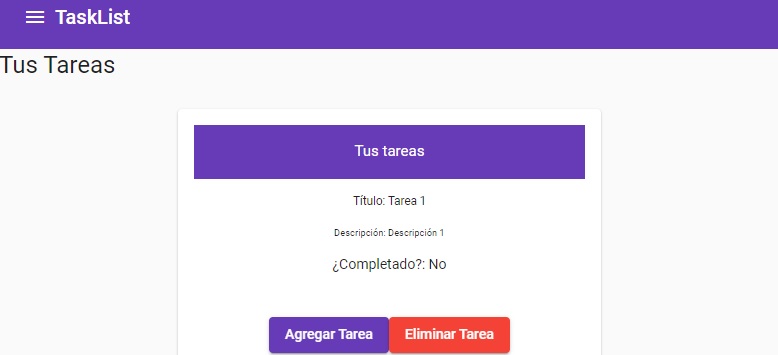 TaskList
Tus Tareas
Tus tareas
Título: Tarea 1
Descripción: Descripción 1
¿Completado?: No
Agregar Tarea Eliminar Tarea